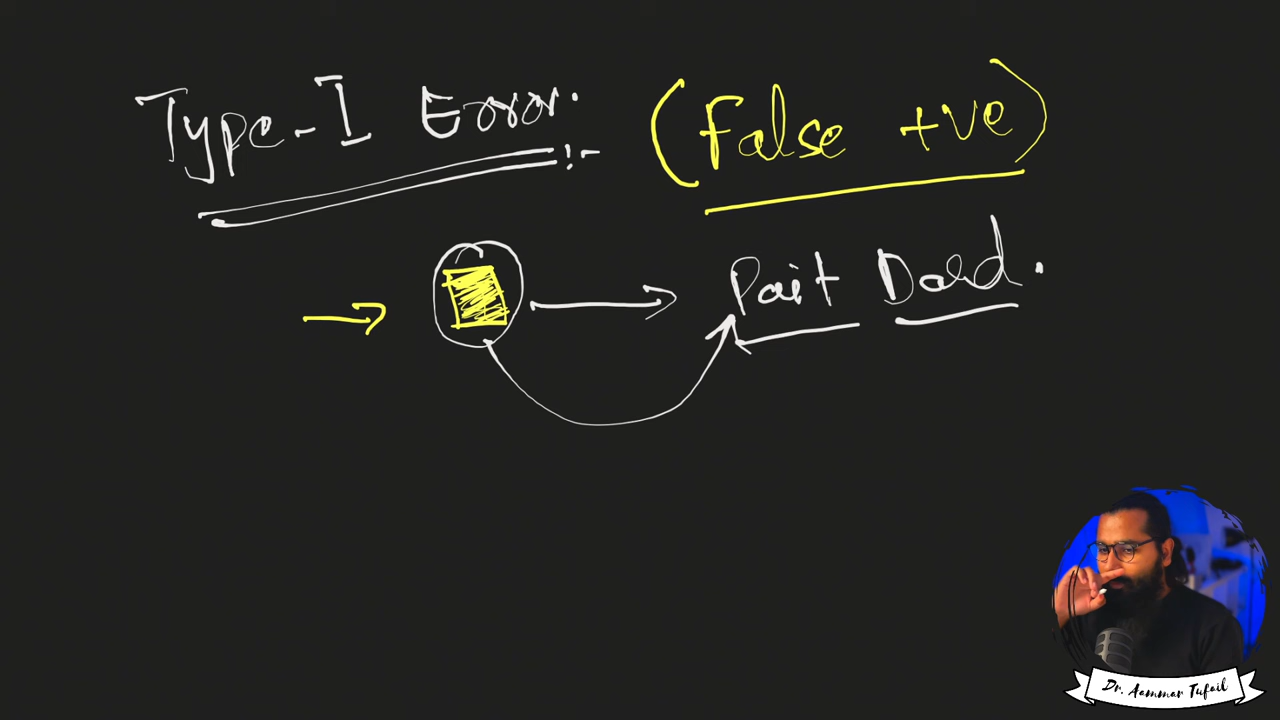 Type-I Error. :- (False +ve)
Pait Dard.
Dr. Aammar Tufail